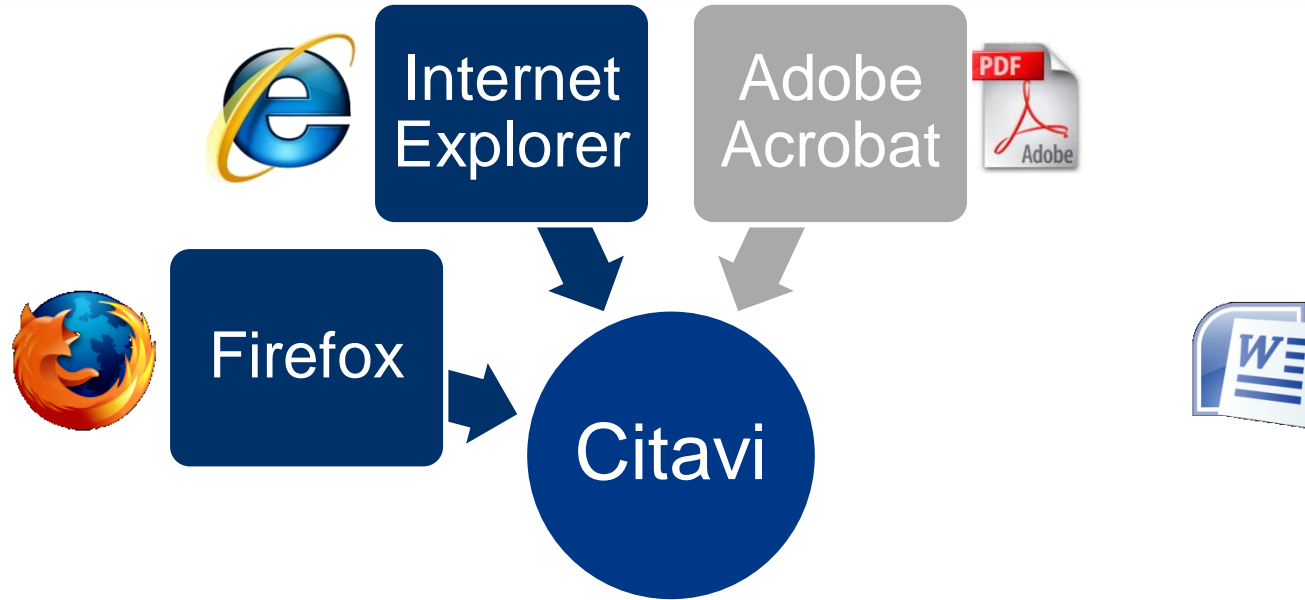 Internet
Explorer
Adobe
Acrobat
PDF
Adobe
Firefox
W
Citavi